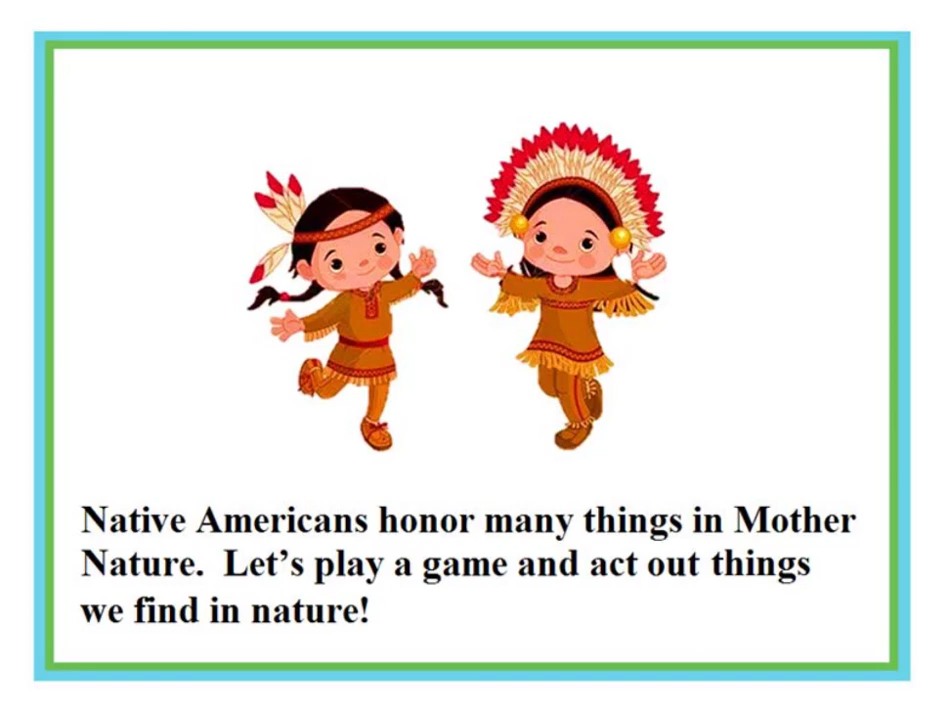 Native Americans honor many things in Mother
Nature.  Let’s play a game and act out things
we find in nature!